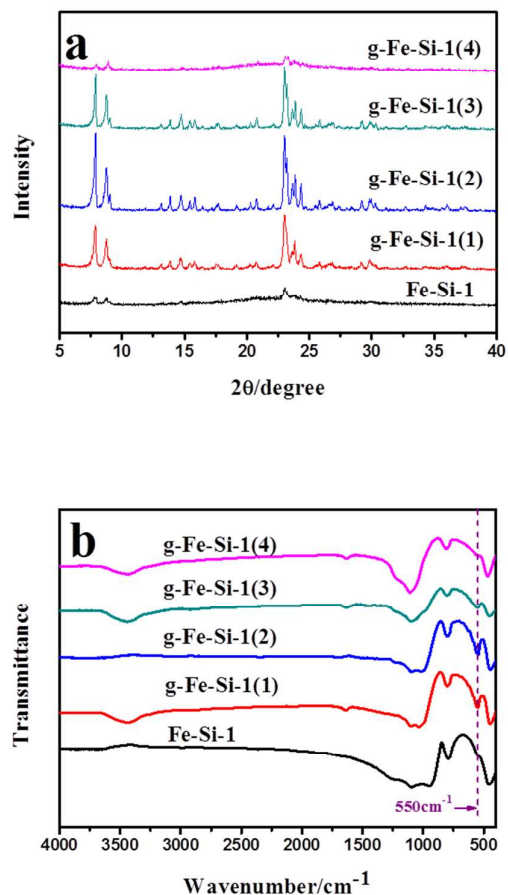 a
g-Fe-Si-1(4)
g-Fe-Si-1(3)
g-Fe-Si-1(2)
g-Fe-Si-1(1)
Fe-Si-1
Intensity
5 10 15 20 25 30 35 40
2θ/degree
b
g-Fe-Si-1(4)
g-Fe-Si-1(3)
g-Fe-Si-1(2)
g-Fe-Si-1(1)
Fe-Si-1
550cm-1
Transmittance
4000 3500 3000 2500 2000 1500 1000 500
Wavenumber/cm-1